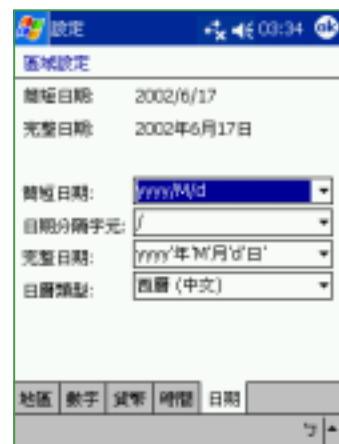 設定 03:34 ok
區域設定
簡短日期: 2002/6/17
完整日期: 2002年6月17日
簡短日期: yyyy/M/d
日期分隔字元: /
完整日期: yyyy'年'M'月'd'日'
日曆類型: 西曆 (中文)
地區 數字 貨幣 時間 日期
ㄅ